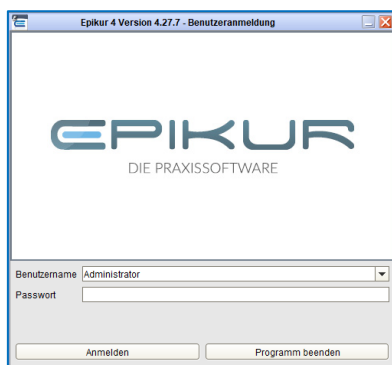 Epikur 4 Version 4.27.7 - Benutzeranmeldung
EPIKUR
DIE PRAXISSOFTWARE
Benutzername Administrator
Passwort
Anmelden Programm beenden